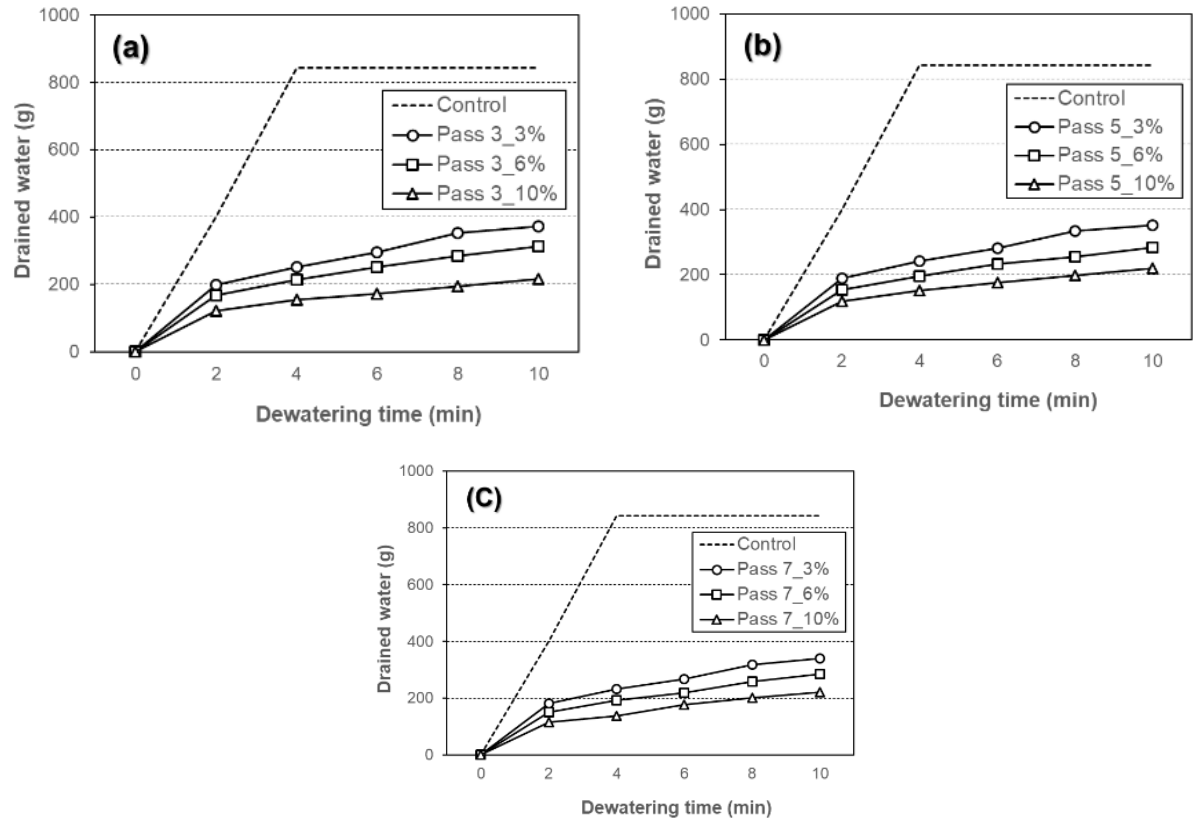 (a)
1000
800
600
400
200
0
Drained water (g)
Control
Pass 3_3%
Pass 3_6%
Pass 3_10%
0 2 4 6 8 10
Dewatering time (min)
(b)
1000
800
600
400
200
0
Drained water (g)
Control
Pass 5_3%
Pass 5_6%
Pass 5_10%
0 2 4 6 8 10
Dewatering time (min)
(C)
1000
800
600
400
200
0
Drained water (g)
Control
Pass 7_3%
Pass 7_6%
Pass 7_10%
0 2 4 6 8 10
Dewatering time (min)